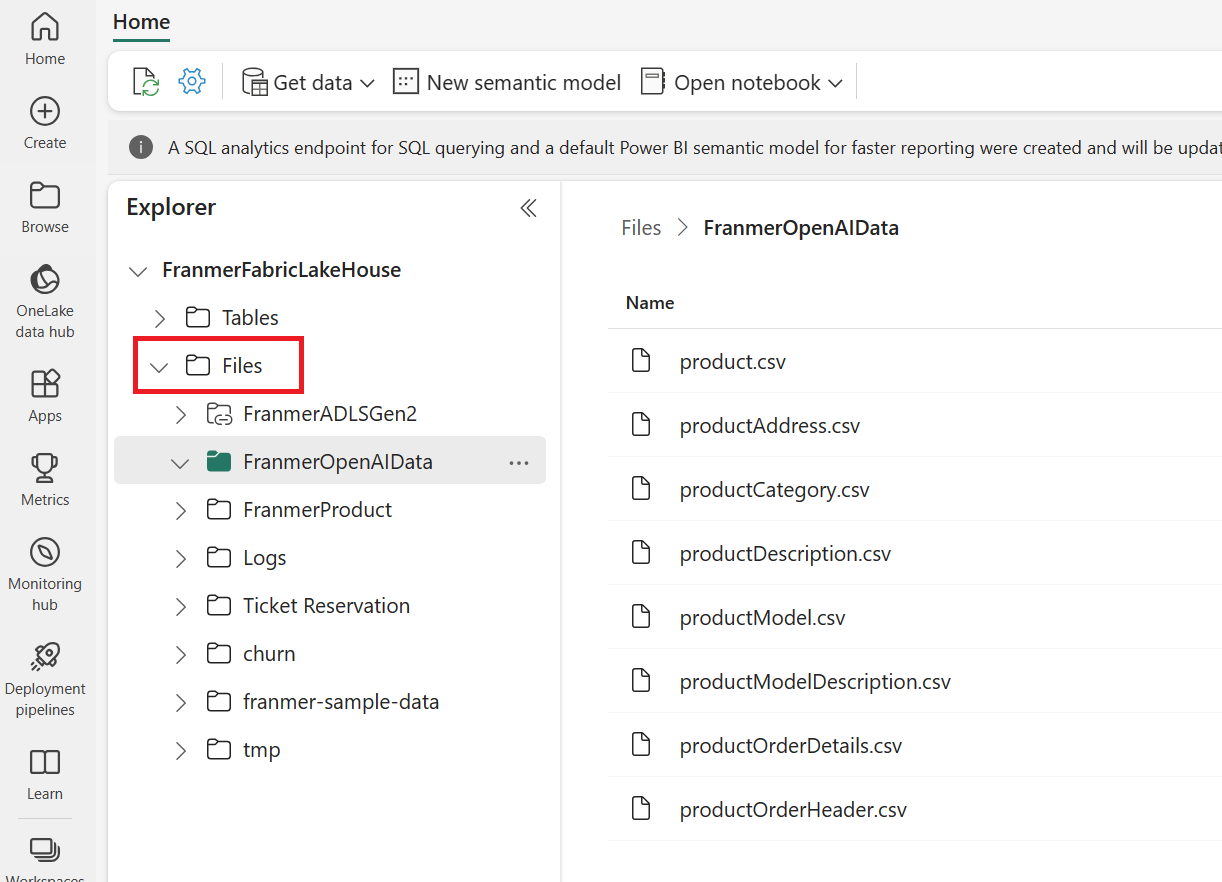 Home
Create
Browse
OneLake
data hub
Apps
Metrics
Monitoring
hub
Deployment
pipelines
Learn
Workspaces
Home
Get data
New semantic model
Open notebook
A SQL analytics endpoint for SQL querying and a default Power BI semantic model for faster reporting were created and will be updat
Explorer
FranmerFabricLakeHouse
Tables
Files
FranmerADLSGen2
FranmerOpenAIData ...
FranmerProduct
Logs
Ticket Reservation
churn
franmer-sample-data
tmp
Files > FranmerOpenAIData
Name
product.csv
productAddress.csv
productCategory.csv
productDescription.csv
productModel.csv
productModelDescription.csv
productOrderDetails.csv
productOrderHeader.csv